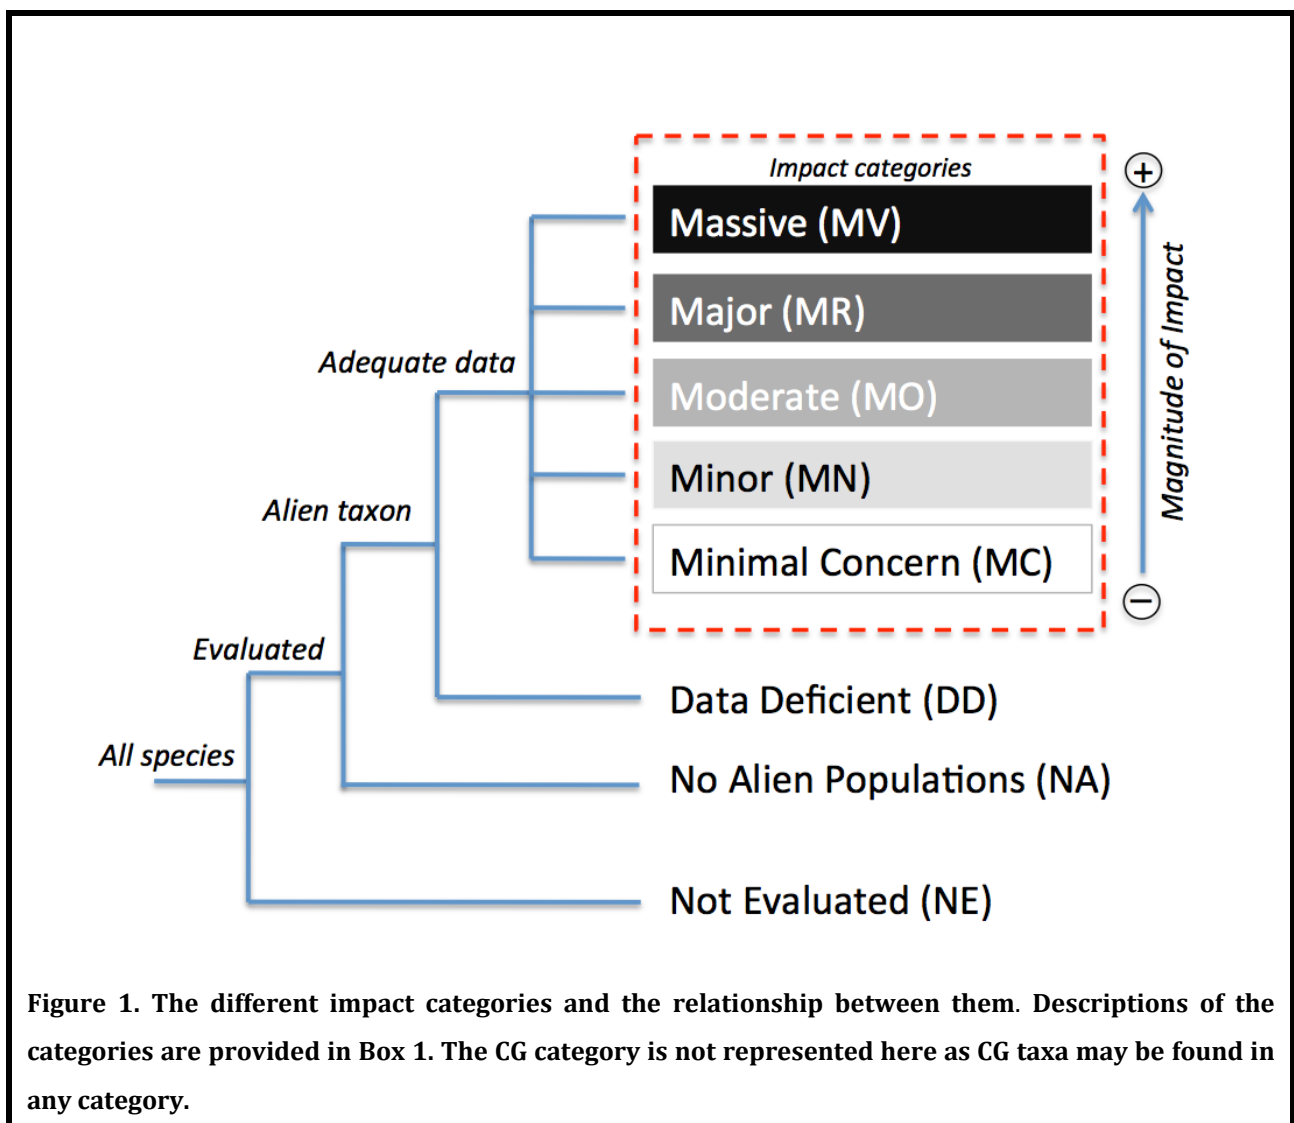 Impact categories
+
Massive (MV)
Major (MR)
Adequate data
Moderate (MO)
Magnitude of Impact
Minor (MN)
Alien taxon
Minimal Concern (MC)
−
Evaluated
Data Deficient (DD)
All species
No Alien Populations (NA)
Not Evaluated (NE)
Figure 1. The different impact categories and the relationship between them. Descriptions of the
categories are provided in Box 1. The CG category is not represented here as CG taxa may be found in
any category.